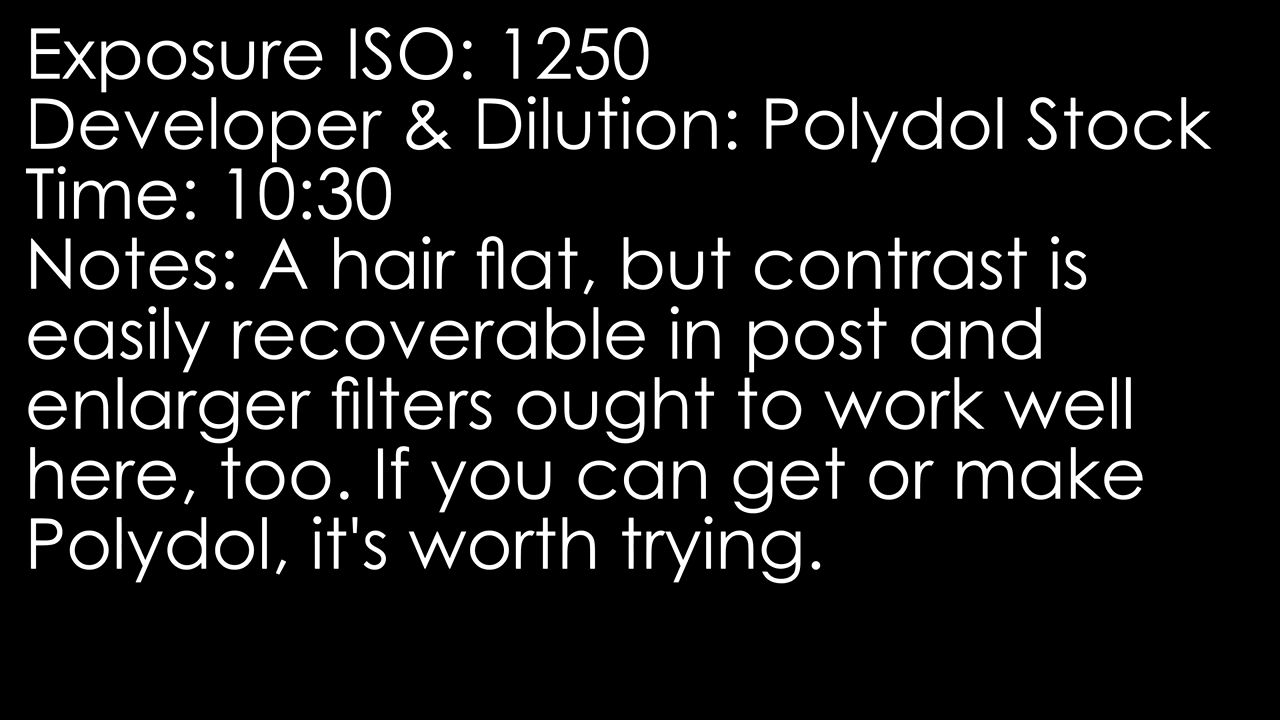 Exposure ISO: 1250
Developer & Dilution: Polydol Stock
Time: 10:30
Notes: A hair flat, but contrast is
easily recoverable in post and
enlarger filters ought to work well
here, too. If you can get or make
Polydol, it's worth trying.